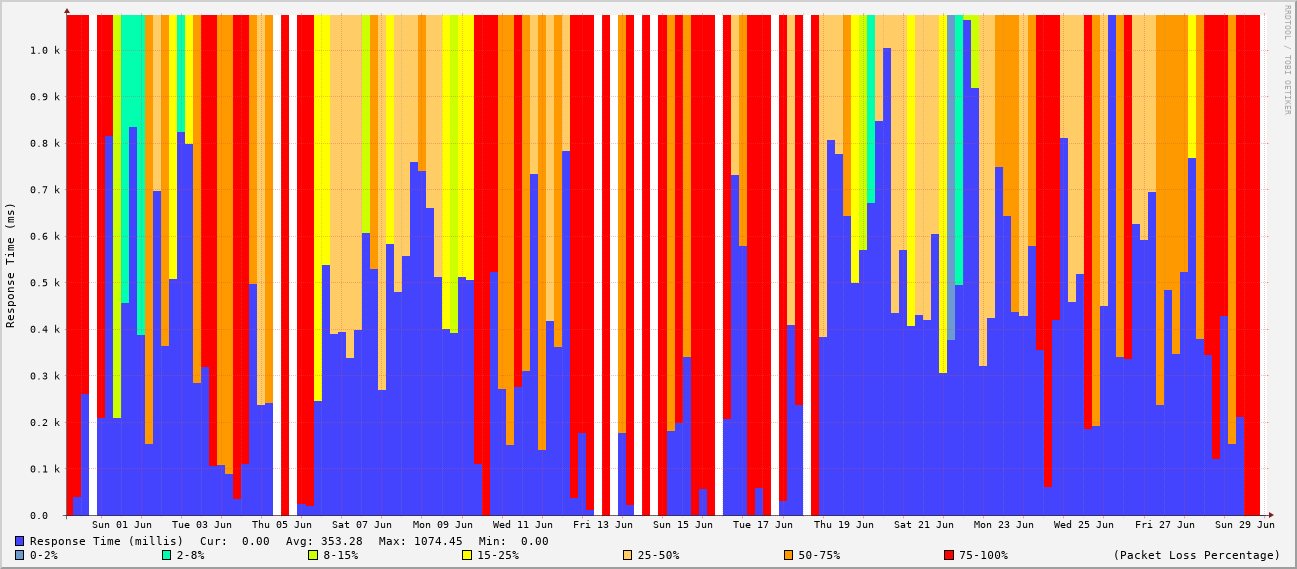 RRDTOOL / TOBI OETIKER
Response Time (ms)
1.0 k
0.9 k
0.8 k
0.7 k
0.6 k
0.5 k
0.4 k
0.3 k
0.2 k
0.1 k
0.0
Sun 01 Jun Tue 03 Jun Thu 05 Jun Sat 07 Jun Mon 09 Jun Wed 11 Jun Fri 13 Jun Sun 15 Jun Tue 17 Jun Thu 19 Jun Sat 21 Jun Mon 23 Jun Wed 25 Jun Fri 27 Jun Sun 29 Jun
Response Time (millis) Cur: 0.00 Avg: 353.28 Max: 1074.45 Min: 0.00
0-2% 2-8% 8-15% 15-25% 25-50% 50-75% 75-100% (Packet Loss Percentage)